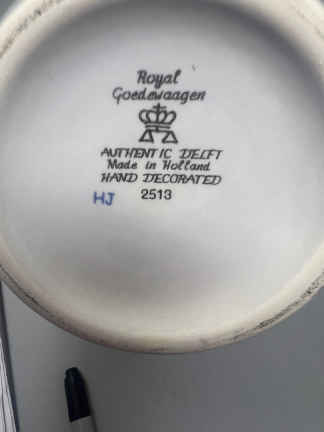 Royal
Goedewaagen
AUTHENTIC DELFT
Made in Holland
HAND DECORATED
HJ 2513